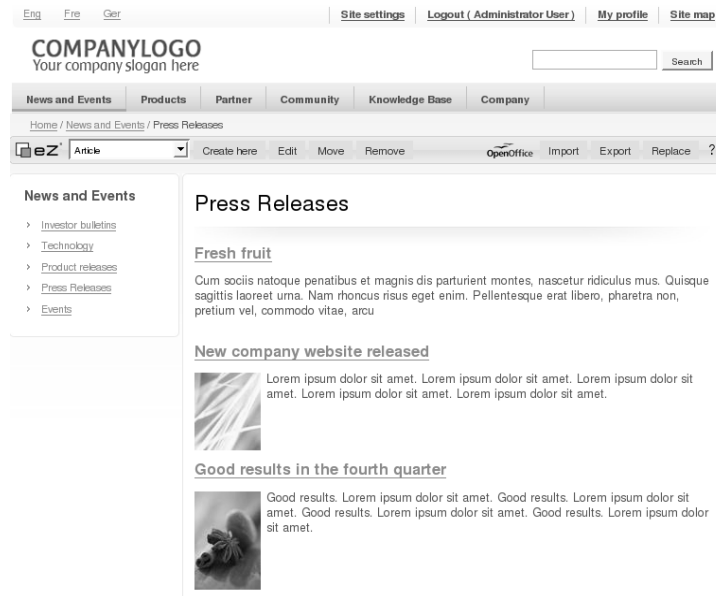 Eng Fre Ger Site settings Logout ( Administrator User ) My profile Site map
COMPANYLOGO
Your company slogan here
Search
News and Events Products Partner Community Knowledge Base Company
Home / News and Events / Press Releases
eZ Article Create here Edit Move Remove OpenOffice Import Export Replace ?
News and Events
Investor bulletins
Technology
Product releases
Press Releases
Events
Press Releases
Fresh fruit
Cum sociis natoque penatibus et magnis dis parturient montes, nascetur ridiculus mus. Quisque
sagittis laoreet urna. Nam rhoncus risus eget enim. Pellentesque erat libero, pharetra non,
pretium vel, commodo vitae, arcu
New company website released
Lorem ipsum dolor sit amet. Lorem ipsum dolor sit amet. Lorem ipsum dolor sit
amet. Lorem ipsum dolor sit amet. Lorem ipsum dolor sit amet.
Good results in the fourth quarter
Good results. Lorem ipsum dolor sit amet. Good results. Lorem ipsum dolor sit
amet. Good results. Lorem ipsum dolor sit amet. Good results. Lorem ipsum dolor
sit amet.